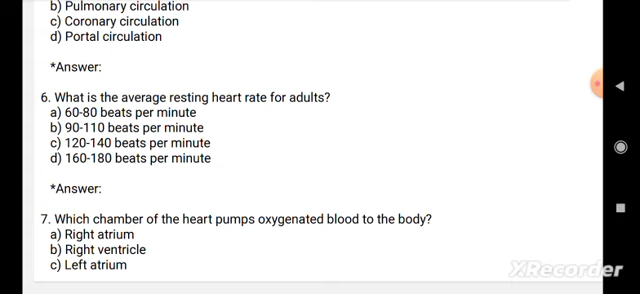 b) Pulmonary circulation
c) Coronary circulation
d) Portal circulation
*Answer:
6. What is the average resting heart rate for adults?
a) 60-80 beats per minute
b) 90-110 beats per minute
c) 120-140 beats per minute
d) 160-180 beats per minute
*Answer:
7. Which chamber of the heart pumps oxygenated blood to the body?
a) Right atrium
b) Right ventricle
c) Left atrium
XRecorder